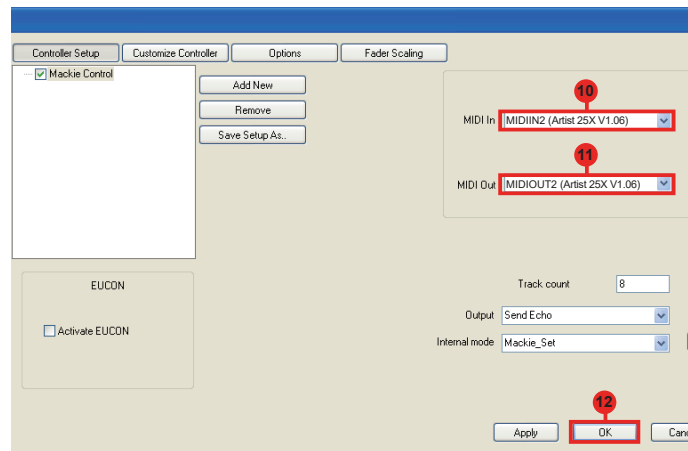 Controller Setup Customize Controller Options Fader Scaling
Mackie Control
Add New
Remove
Save Setup As..
10
MIDI In MIDIIN2 (Artist 25X V1.06)
11
MIDI Out MIDIOUT2 (Artist 25X V1.06)
EUCON
Activate EUCON
Track count 8
Output Send Echo
Internal mode Mackie_Set
12
Apply OK Canc